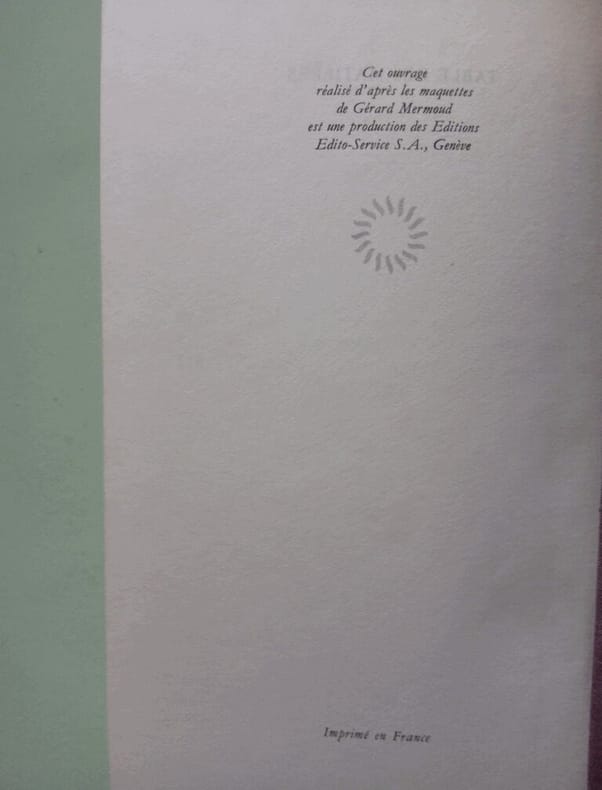 Cet ouvrage
réalisé d'après les maquettes
de Gérard Mermoud
est une production des Editions
Edito-Service S.A., Genève
Imprimé en France